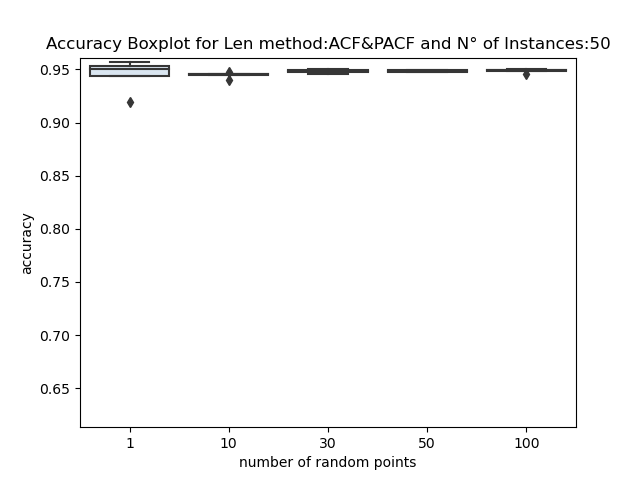 Accuracy Boxplot for Len method:ACF&PACF and N° of Instances:50
0.95
0.90
0.85
0.80
0.75
0.70
0.65
accuracy
1 10 30 50 100
number of random points